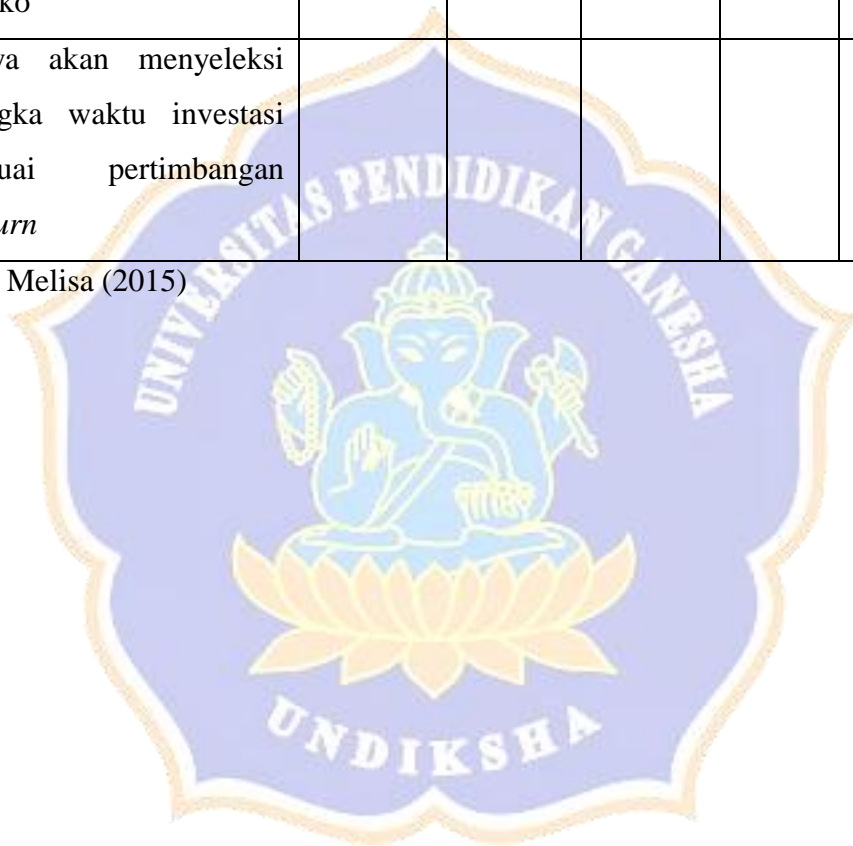 ko
ya akan menyeleksi
gka waktu investasi
uai pertimbangan
urn
Melisa (2015)
UNIVERSITAS PENDIDIKAN GANESHA
UNDIKSHA